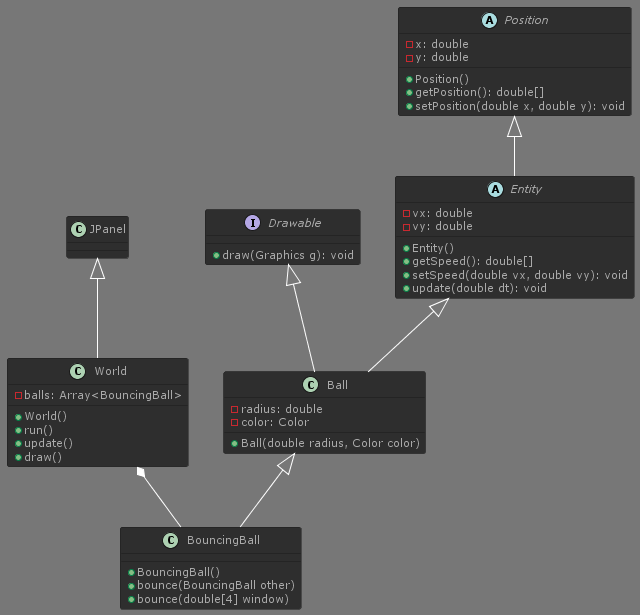 A Position
x: double
y: double
Position()
getPosition(): double[]
setPosition(double x, double y): void
A Entity
vx: double
vy: double
Entity()
getSpeed(): double[]
setSpeed(double vx, double vy): void
update(double dt): void
C JPanel
I Drawable
draw(Graphics g): void
C World
balls: Array<BouncingBall>
World()
run()
update()
draw()
C Ball
radius: double
color: Color
Ball(double radius, Color color)
C BouncingBall
BouncingBall()
bounce(BouncingBall other)
bounce(double[4] window)